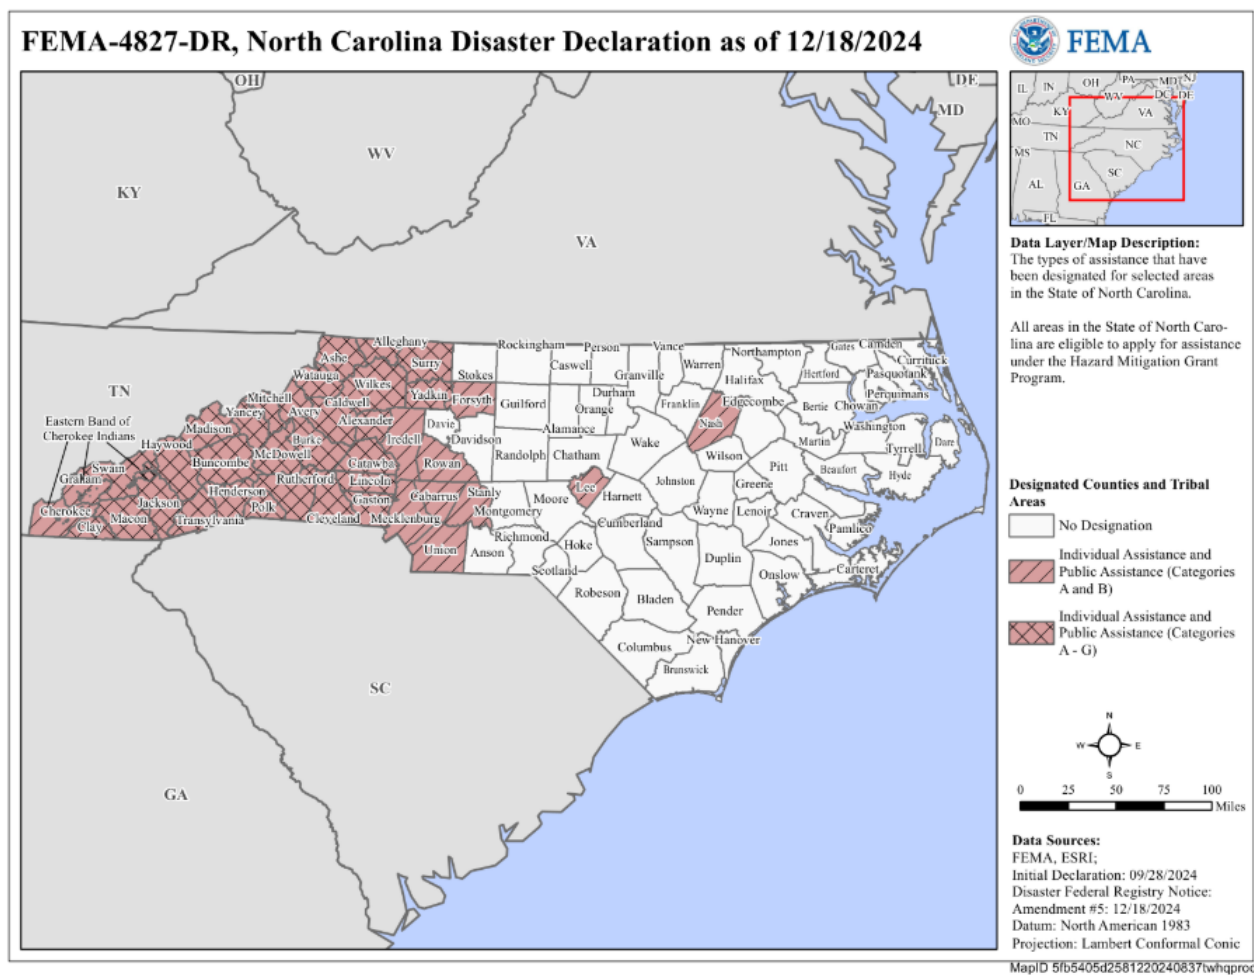 FEMA-4827-DR, North Carolina Disaster Declaration as of 12/18/2024
FEMA
OH
DE
MD
WV
KY
VA
TN
SC
GA
IL
IN
OH
PA
MD
NJ
WV
DC
DE
KY
VA
MO
TN
NC
MS
SC
AL
GA
FL
Data Layer/Map Description:
The types of assistance that have
been designated for selected areas
in the State of North Carolina.
All areas in the State of North Caro-
lina are eligible to apply for assistance
under the Hazard Mitigation Grant
Program.
Alleghany
Ashe
Surry
Stokes
Rockingham
Caswell
Person
Vance
Granville
Warren
Northampton
Gates
Camden
Currituck
Pasquotank
Perquimans
Hertford
Halifax
Watauga
Wilkes
Yadkin
Forsyth
Guilford
Durham
Orange
Alamance
Franklin
Nash
Edgecombe
Bertie
Chowan
Washington
Tyrrell
Dare
Mitchell
Yancey
Avery
Caldwell
Alexander
Iredell
Davie
Davidson
Randolph
Chatham
Wake
Wilson
Martin
Pitt
Beaufort
Hyde
Eastern Band of
Cherokee Indians
Madison
Haywood
Buncombe
McDowell
Burke
Catawba
Rowan
Swain
Graham
Cherokee
Clay
Macon
Jackson
Transylvania
Henderson
Polk
Rutherford
Cleveland
Lincoln
Gaston
Mecklenburg
Cabarrus
Stanly
Montgomery
Moore
Lee
Harnett
Johnston
Wayne
Greene
Lenoir
Craven
Pamlico
Union
Anson
Richmond
Scotland
Hoke
Cumberland
Sampson
Duplin
Jones
Onslow
Carteret
Robeson
Bladen
Pender
Columbus
New Hanover
Brunswick
Designated Counties and Tribal
Areas
No Designation
Individual Assistance and
Public Assistance (Categories
A and B)
Individual Assistance and
Public Assistance (Categories
A - G)
N
W
E
S
0 25 50 75 100
Miles
Data Sources:
FEMA, ESRI;
Initial Declaration: 09/28/2024
Disaster Federal Registry Notice:
Amendment #5: 12/18/2024
Datum: North American 1983
Projection: Lambert Conformal Conic
MapID 5fb5405d2581220240837twhqprod